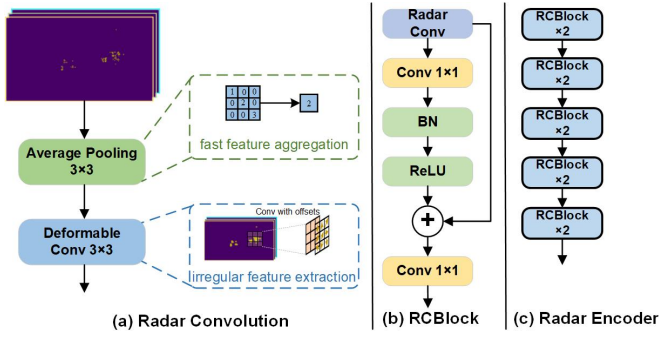 Average Pooling
3×3
1 0 0
0 2 0
0 0 3
2
fast feature aggregation
Deformable
Conv 3×3
Conv with offsets
irregular feature extraction
(a) Radar Convolution
Radar
Conv
Conv 1×1
BN
ReLU
+
Conv 1×1
(b) RCBlock
RCBlock
×2
RCBlock
×2
RCBlock
×2
RCBlock
×2
RCBlock
×2
(c) Radar Encoder